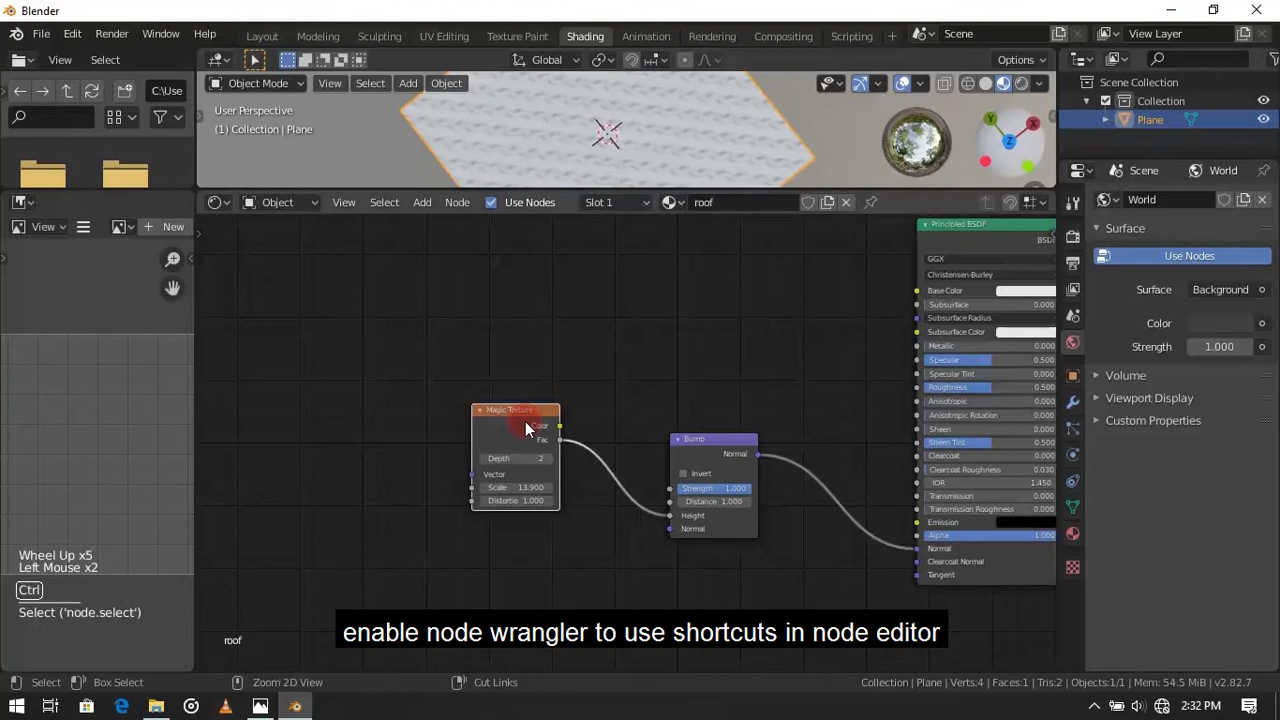 Blender
File Edit Render Window Help Layout Modeling Sculpting UV Editing Texture Paint Shading Animation Rendering Compositing Scripting + Scene View Layer
View Select Global Options
Object Mode View Select Add Object
C:\Use
User Perspective
(1) Collection | Plane
Scene Collection
Collection
Plane
Y X Z
Scene World
Object View Select Add Node Use Nodes Slot 1 roof
World
View New
Surface
Use Nodes
Surface Background
Color
Strength 1.000
Volume
Viewport Display
Custom Properties
Principled BSDF
BSDF
GGX
Christensen-Burley
Base Color
Subsurface 0.000
Subsurface Radius
Subsurface Color
Metallic 0.000
Specular 0.500
Specular Tint 0.000
Roughness 0.500
Anisotropic 0.000
Anisotropic Rotation 0.000
Sheen 0.000
Sheen Tint 0.500
Clearcoat 0.000
Clearcoat Roughness 0.030
IOR 1.450
Transmission 0.000
Transmission Roughness 0.000
Emission
Alpha 1.000
Normal
Clearcoat Normal
Tangent
Magic Texture
Color
Fac
Depth 2
Vector
Scale 13.900
Distortio 1.000
Bump
Normal
Invert
Strength 1.000
Distance 1.000
Height
Normal
Wheel Up x5
Left Mouse x2
Ctrl
Select ('node.select')
roof
enable node wrangler to use shortcuts in node editor
Select Box Select Zoom 2D View Cut Links Collection | Plane | Verts:4 | Faces:1 | Tris:2 | Objects:1/1 | Mem: 54.5 MiB | v2.82.7
2:32 PM